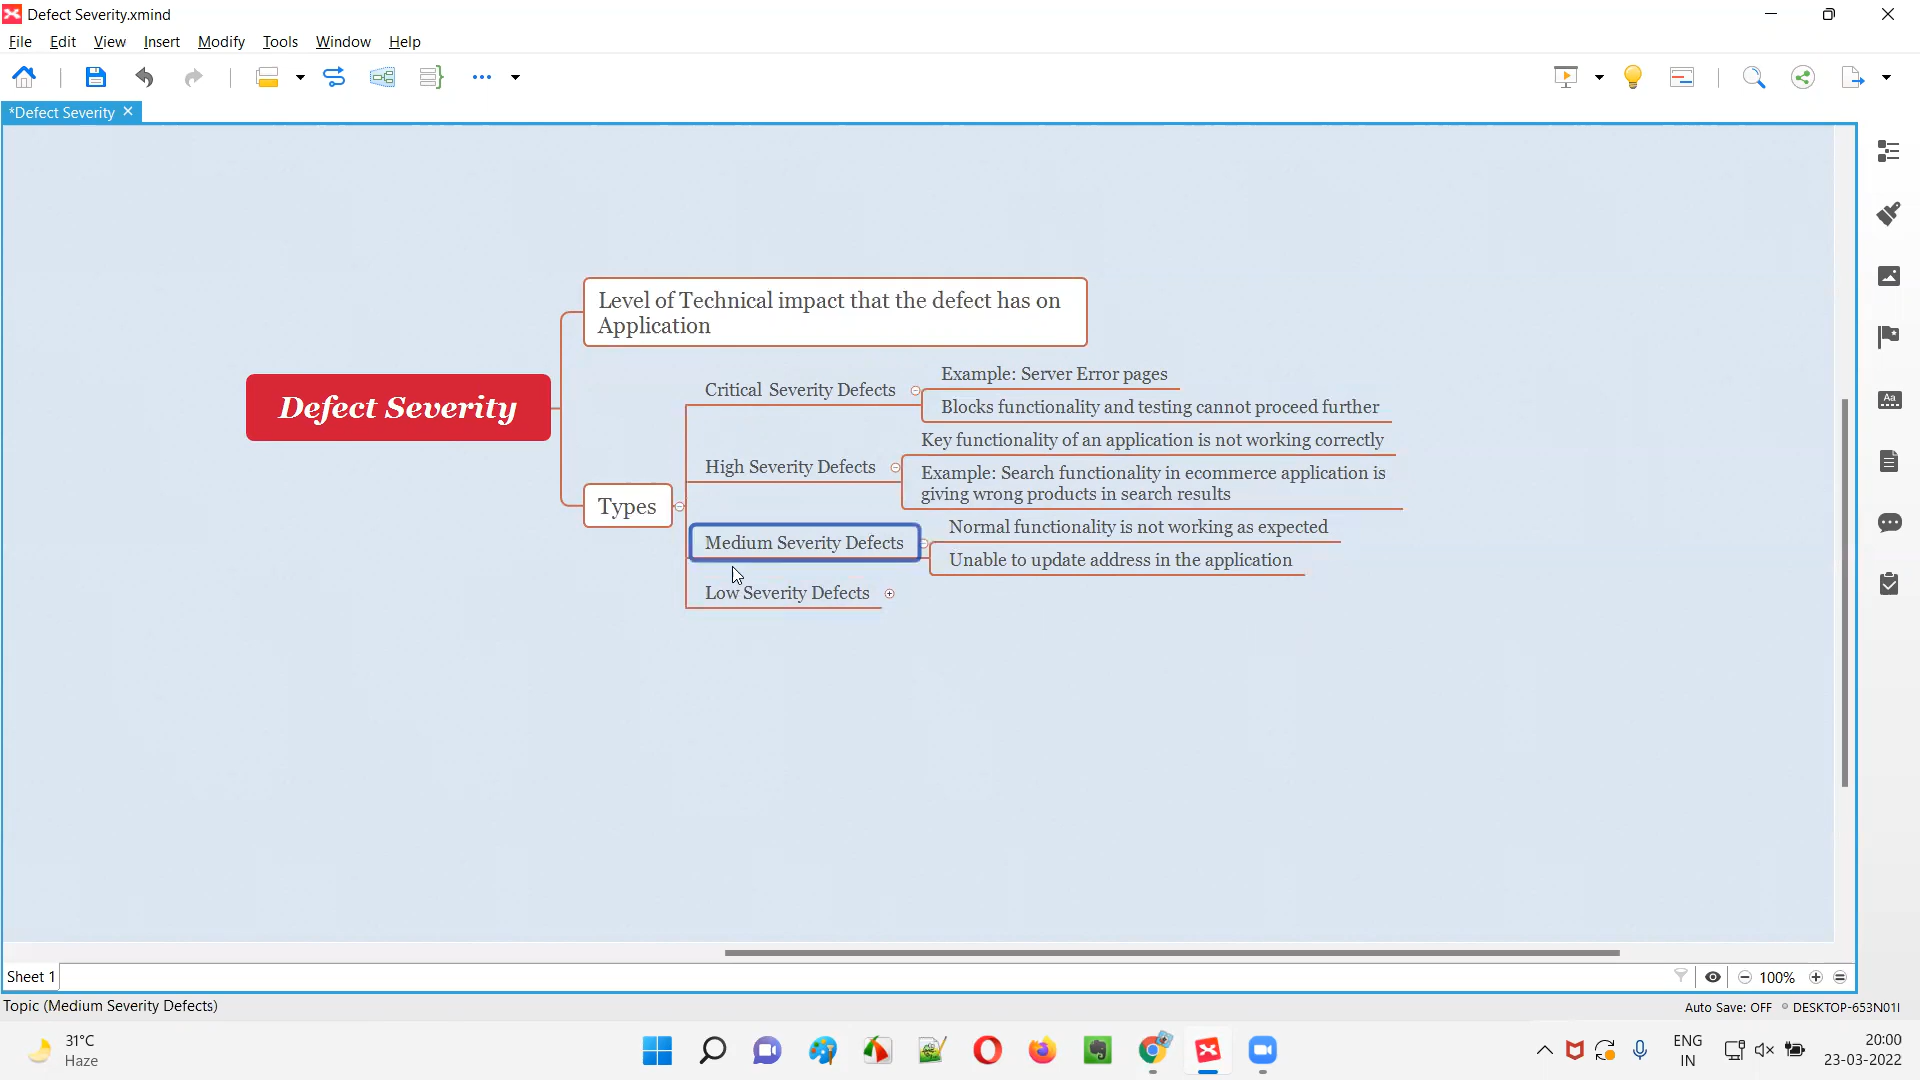 Defect Severity.xmind
File Edit View Insert Modify Tools Window Help
*Defect Severity
Level of Technical impact that the defect has on
Application
Defect Severity
Types
Critical Severity Defects
Example: Server Error pages
Blocks functionality and testing cannot proceed further
High Severity Defects
Key functionality of an application is not working correctly
Example: Search functionality in ecommerce application is
giving wrong products in search results
Medium Severity Defects
Normal functionality is not working as expected
Unable to update address in the application
Low Severity Defects
Aa
Sheet 1
100%
Topic (Medium Severity Defects)
Auto Save: OFF
DESKTOP-653N01I
31°C
Haze
ENG
IN
20:00
23-03-2022